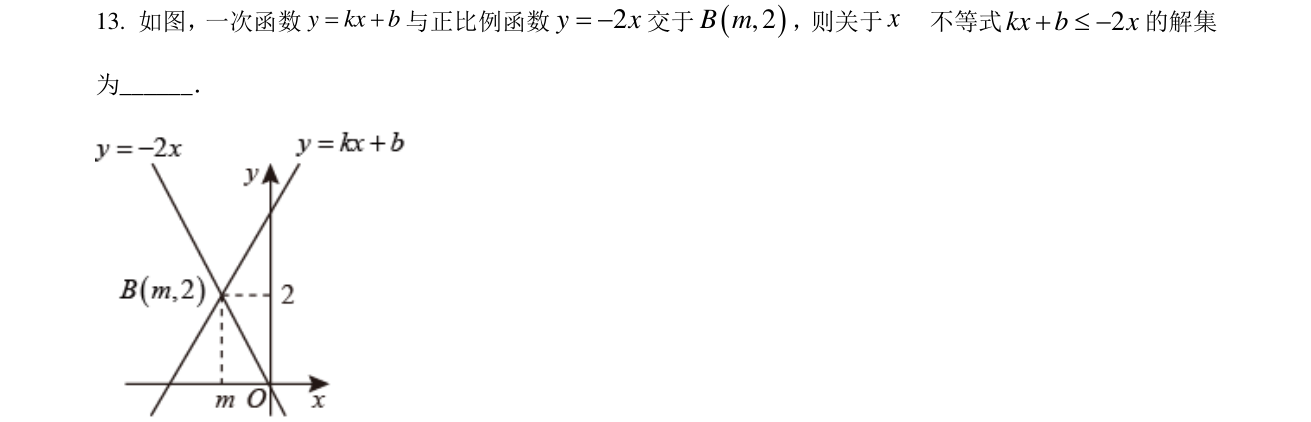 13. 如图，一次函数 y = kx + b 与正比例函数 y = −2x 交于 B(m,2)，则关于 x 不等式 kx + b ≤ −2x 的解集
为______．
y = −2x
y = kx + b
y
B(m,2)
2
m O x